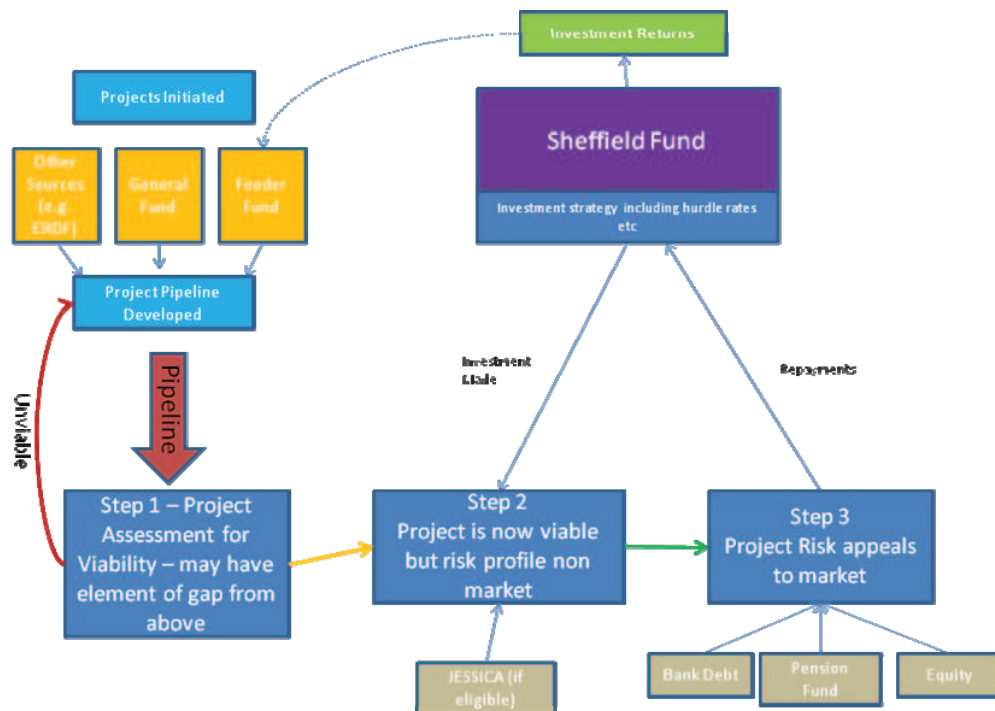 Investment Returns
Projects Initiated
Sheffield Fund
Investment strategy including hurdle rates
etc
Other
Sources
(e.g.
ERDF)
General
Fund
Feeder
Fund
Project Pipeline
Developed
Pipeline
Unviable
Investment
Made
Repayments
Step 1 – Project
Assessment for
Viability – may have
element of gap from
above
Step 2
Project is now viable
but risk profile non
market
Step 3
Project Risk appeals
to market
JESSICA (if
eligible)
Bank Debt
Pension
Fund
Equity